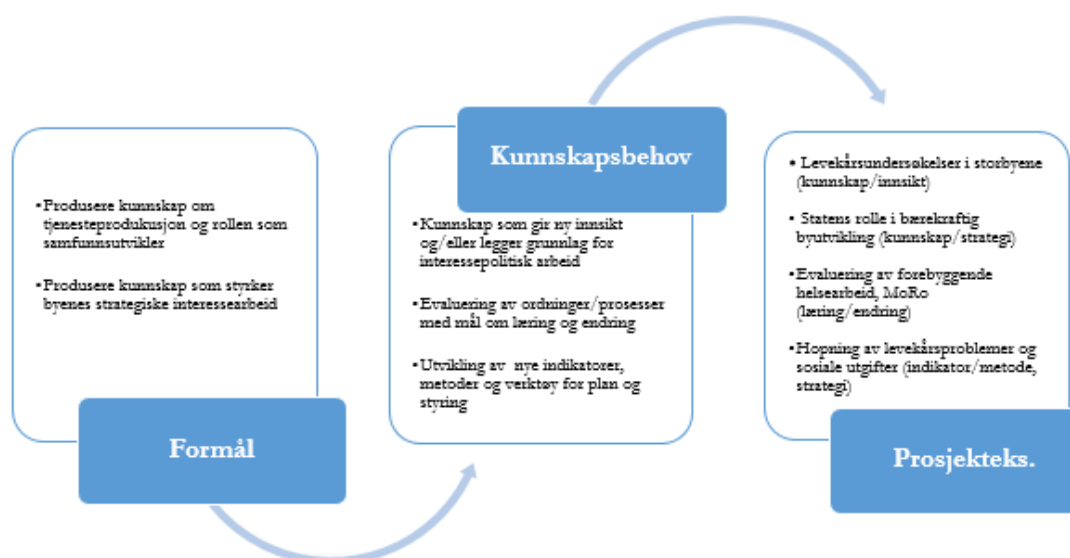 •Produsere kunnskap om
tjenesteprodukusjon og rollen som
samfunnsutvikler
•Produsere kunnskap som styrker
byenes strategiske interessearbeid
Formål
Kunnskapsbehov
•Kunnskap som gir ny innsikt
og/eller legger grunnlag for
interessepolitisk arbeid
•Evaluering av ordninger/prosesser
med mål om læring og endring
•Utvikling av nye indikatorer,
metoder og verktøy for plan og
styring
• Levekårsundersøkelser i storbyene
(kunnskap/innsikt)
• Statens rolle i bærekraftig
byutvikling (kunnskap/strategi)
•Evaluering av forebyggende
helsearbeid, MoRo
(læring/endring)
•Hopning av levekårsproblemer og
sosiale utgifter (indikator/metode,
strategi)
Prosjekteks.